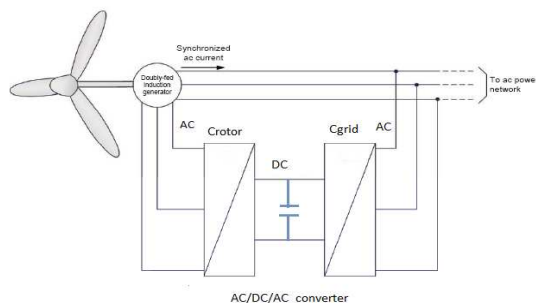 Synchronized
ac current
Doubly-fed
induction
generator
To ac powe
network
AC
Crotor
Cgrid
AC
DC
AC/DC/AC converter